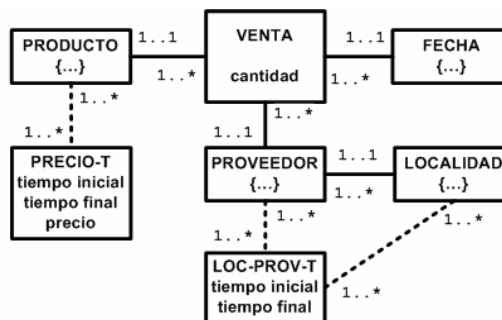 PRODUCTO
{...}
1..1
1..*
VENTA
cantidad
1..1
1..*
FECHA
{...}
1..*
1..*
PRECIO-T
tiempo inicial
tiempo final
precio
1..*
1..1
PROVEEDOR
{...}
1..1
1..*
LOCALIDAD
{...}
1..*
1..*
1..*
1..*
LOC-PROV-T
tiempo inicial
tiempo final